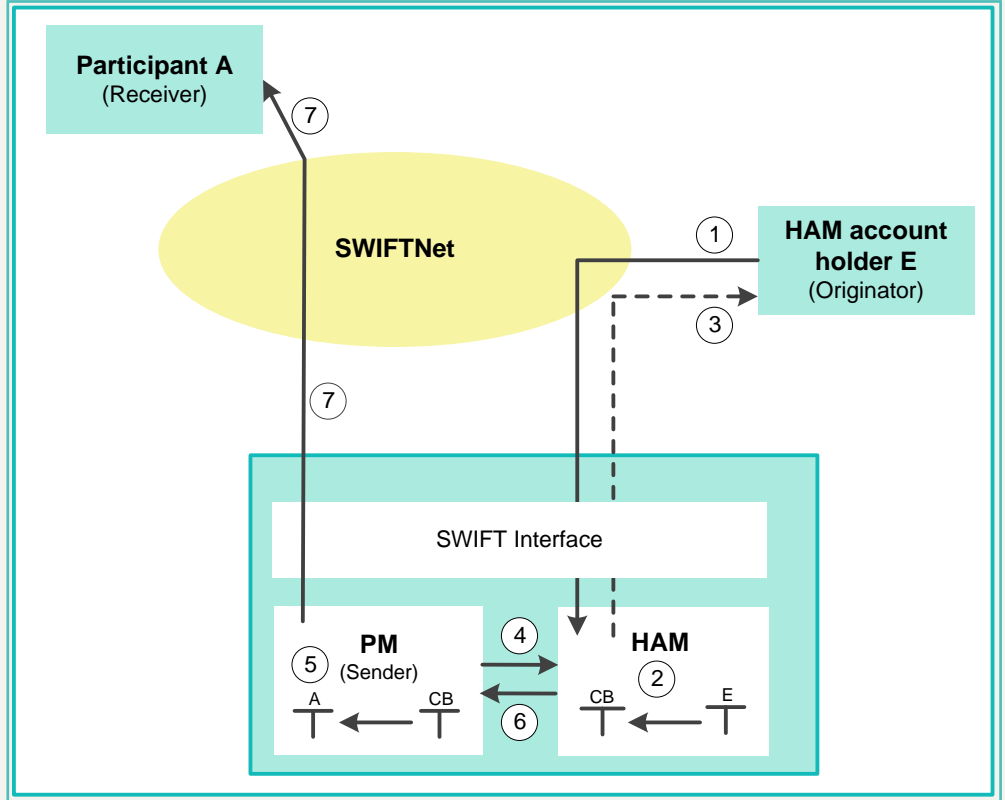 Participant A
(Receiver)
7
SWIFTNet
1
HAM account
holder E
(Originator)
3
7
SWIFT Interface
PM
(Sender)
5
A
CB
4
6
HAM
2
CB
E